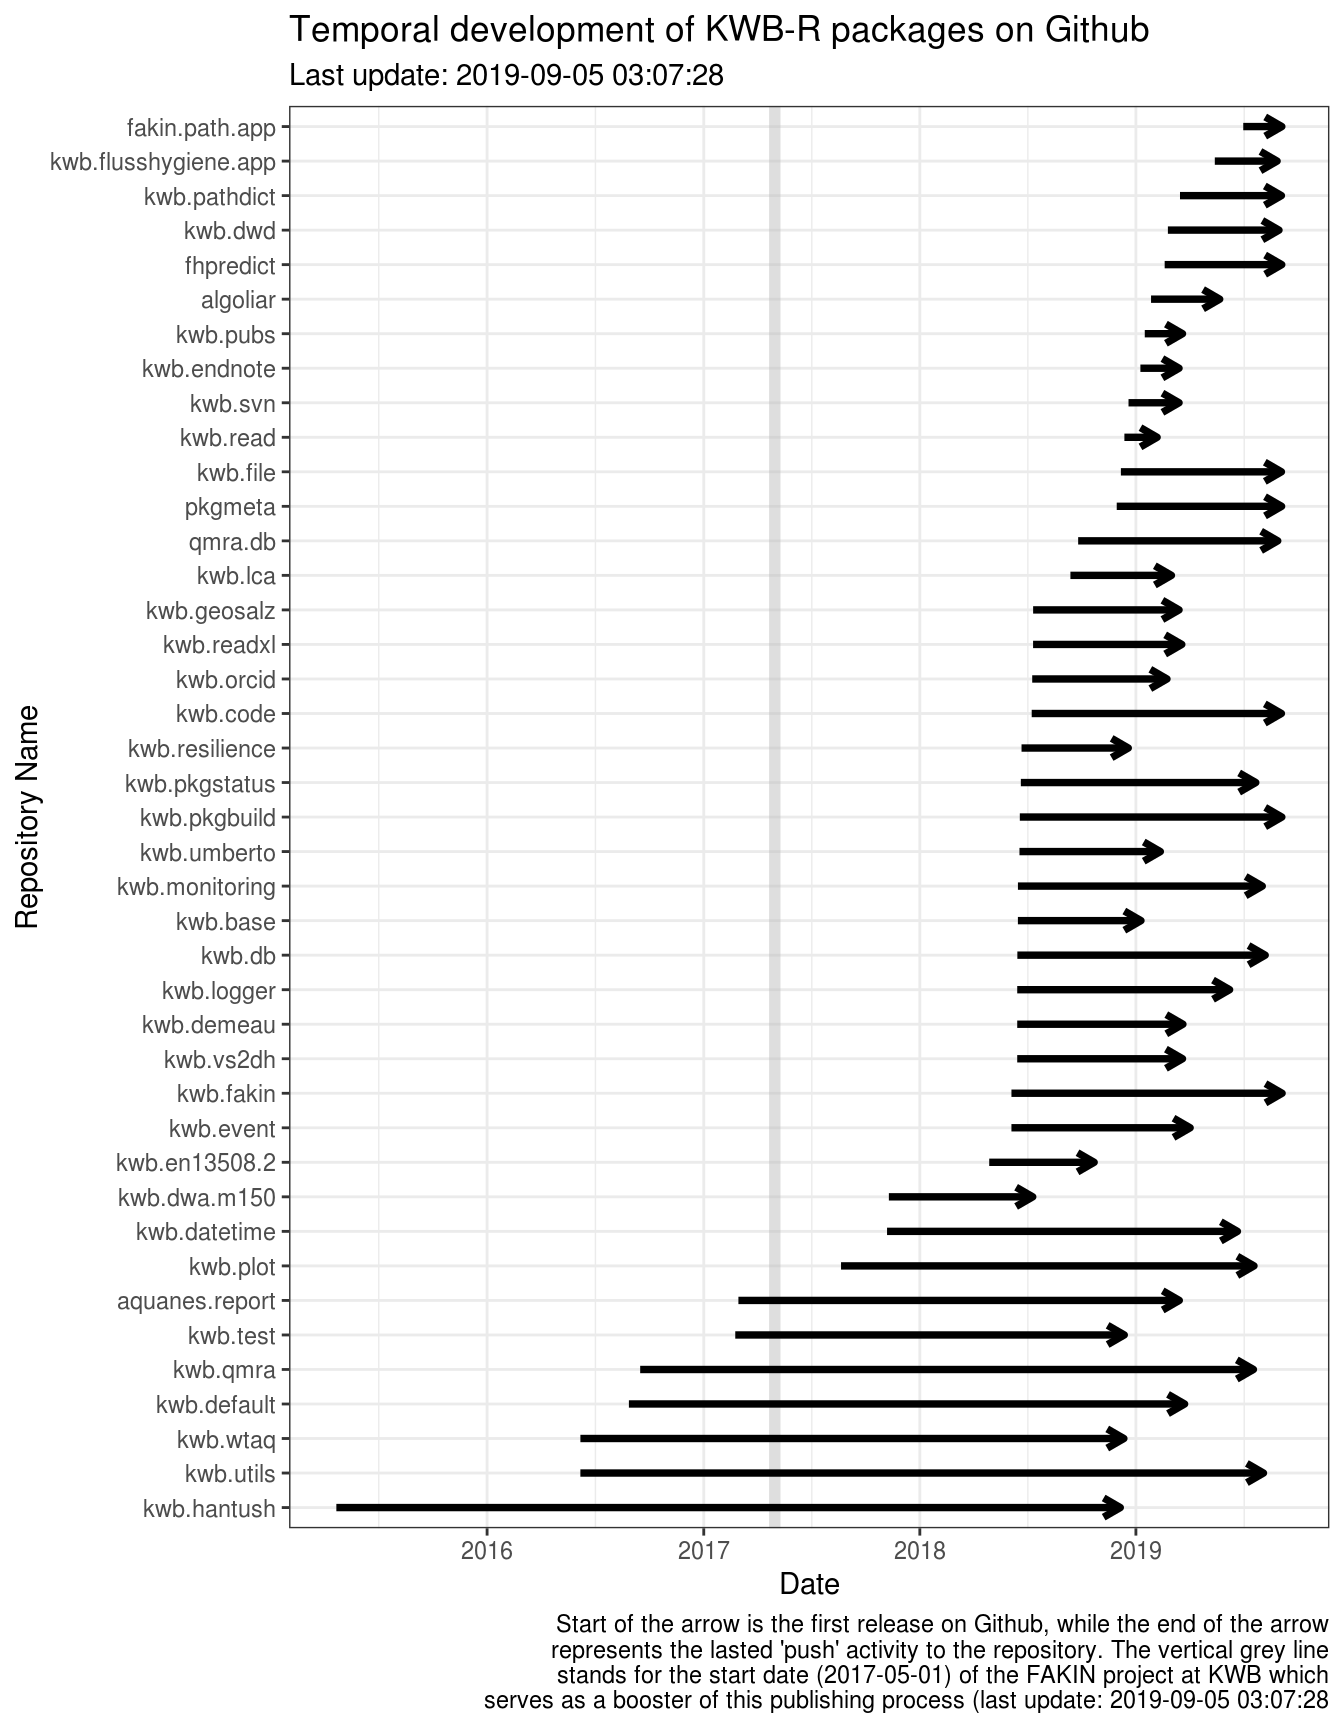 Temporal development of KWB-R packages on Github
Last update: 2019-09-05 03:07:28
fakin.path.app
kwb.flusshygiene.app
kwb.pathdict
kwb.dwd
fhpredict
algoliar
kwb.pubs
kwb.endnote
kwb.svn
kwb.read
kwb.file
pkgmeta
qmra.db
kwb.lca
kwb.geosalz
kwb.readxl
kwb.orcid
kwb.code
kwb.resilience
kwb.pkgstatus
kwb.pkgbuild
kwb.umberto
kwb.monitoring
kwb.base
kwb.db
kwb.logger
kwb.demeau
kwb.vs2dh
kwb.fakin
kwb.event
kwb.en13508.2
kwb.dwa.m150
kwb.datetime
kwb.plot
aquanes.report
kwb.test
kwb.qmra
kwb.default
kwb.wtaq
kwb.utils
kwb.hantush
Repository Name
2016 2017 2018 2019
Date
Start of the arrow is the first release on Github, while the end of the arrow
represents the lasted 'push' activity to the repository. The vertical grey line
stands for the start date (2017-05-01) of the FAKIN project at KWB which
serves as a booster of this publishing process (last update: 2019-09-05 03:07:28